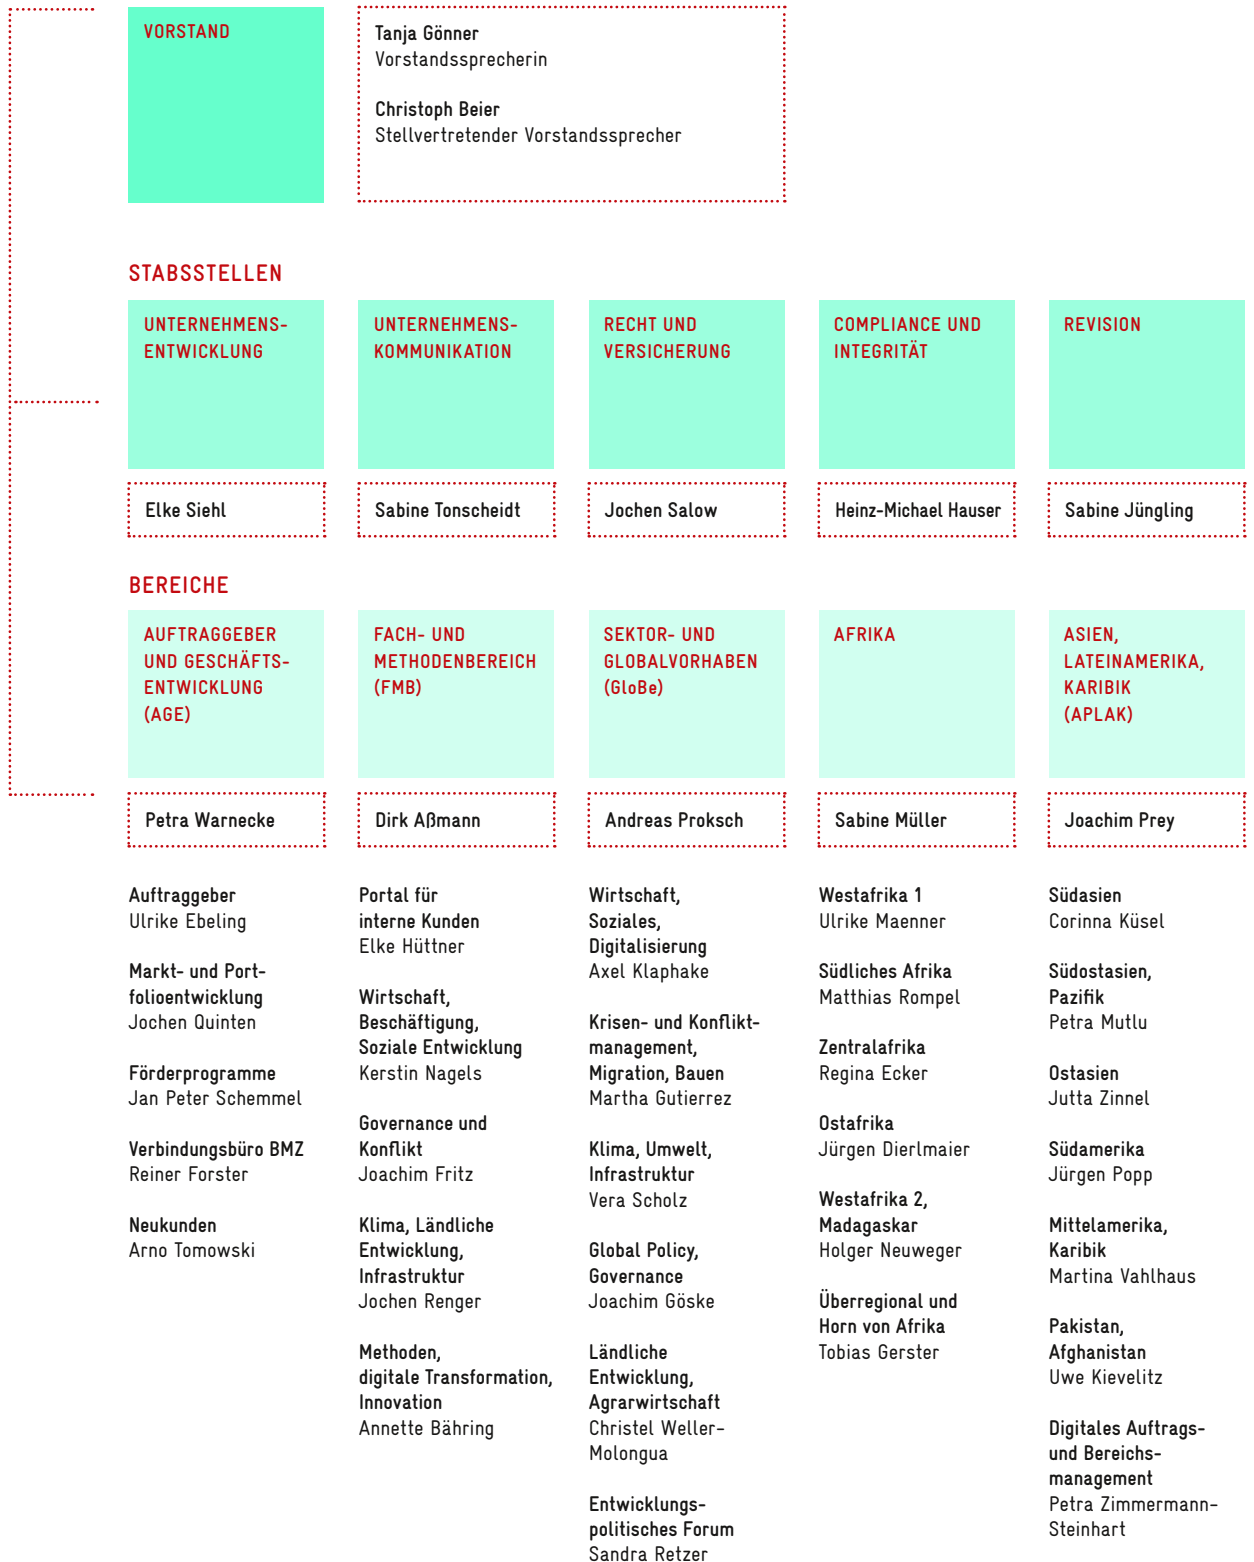 VORSTAND
Tanja Gönner
Vorstandssprecherin
Christoph Beier
Stellvertretender Vorstandssprecher
STABSSTELLEN
UNTERNEHMENS-
ENTWICKLUNG
Elke Siehl
UNTERNEHMENS-
KOMMUNIKATION
Sabine Tonscheidt
RECHT UND
VERSICHERUNG
Jochen Salow
COMPLIANCE UND
INTEGRITÄT
Heinz-Michael Hauser
REVISION
Sabine Jüngling
BEREICHE
AUFTRAGGEBER
UND GESCHÄFTS-
ENTWICKLUNG
(AGE)
Petra Warnecke
Auftraggeber
Ulrike Ebeling
Markt- und Port-
folioentwicklung
Jochen Quinten
Förderprogramme
Jan Peter Schemmel
Verbindungsbüro BMZ
Reiner Forster
Neukunden
Arno Tomowski
FACH- UND
METHODENBEREICH
(FMB)
Dirk Aßmann
Portal für
interne Kunden
Elke Hüttner
Wirtschaft,
Beschäftigung,
Soziale Entwicklung
Kerstin Nagels
Governance und
Konflikt
Joachim Fritz
Klima, Ländliche
Entwicklung,
Infrastruktur
Jochen Renger
Methoden,
digitale Transformation,
Innovation
Annette Bähring
SEKTOR- UND
GLOBALVORHABEN
(GloBe)
Andreas Proksch
Wirtschaft,
Soziales,
Digitalisierung
Axel Klaphake
Krisen- und Konflikt-
management,
Migration, Bauen
Martha Gutierrez
Klima, Umwelt,
Infrastruktur
Vera Scholz
Global Policy,
Governance
Joachim Göske
Ländliche
Entwicklung,
Agrarwirtschaft
Christel Weller-
Molongua
Entwicklungs-
politisches Forum
Sandra Retzer
AFRIKA
Sabine Müller
Westafrika 1
Ulrike Maenner
Südliches Afrika
Matthias Rompel
Zentralafrika
Regina Ecker
Ostafrika
Jürgen Dierlmaier
Westafrika 2,
Madagaskar
Holger Neuweger
Überregional und
Horn von Afrika
Tobias Gerster
ASIEN,
LATEINAMERIKA,
KARIBIK
(APLAK)
Joachim Prey
Südasien
Corinna Küsel
Südostasien,
Pazifik
Petra Mutlu
Ostasien
Jutta Zinnel
Südamerika
Jürgen Popp
Mittelamerika,
Karibik
Martina Vahlhaus
Pakistan,
Afghanistan
Uwe Kievelitz
Digitales Auftrags-
und Bereichs-
management
Petra Zimmermann-
Steinhart